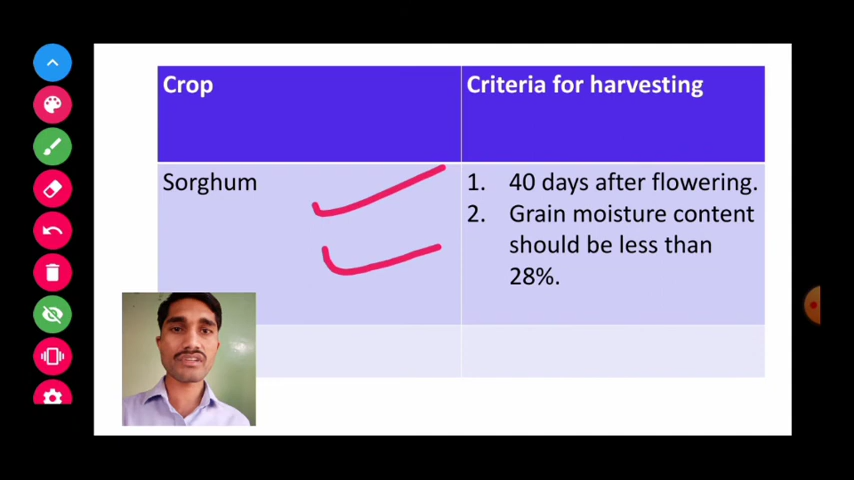 Crop
Criteria for harvesting
Sorghum
1. 40 days after flowering.
2. Grain moisture content
should be less than
28%.